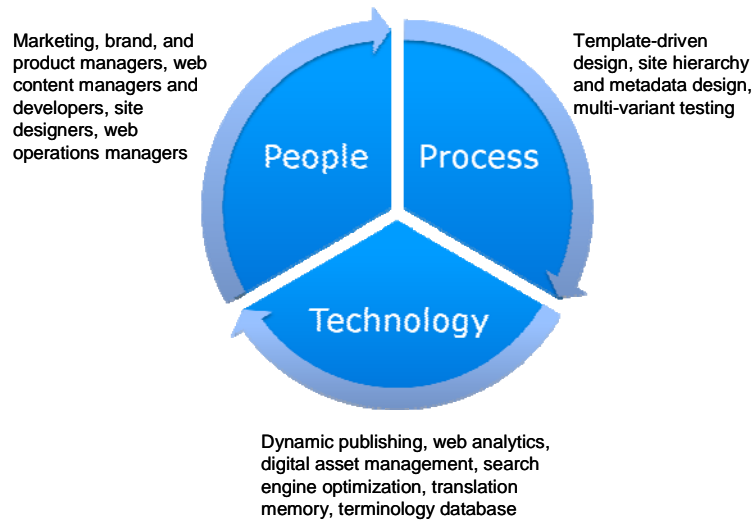 Marketing, brand, and
product managers, web
content managers and
developers, site
designers, web
operations managers
Template-driven
design, site hierarchy
and metadata design,
multi-variant testing
People
Process
Technology
Dynamic publishing, web analytics,
digital asset management, search
engine optimization, translation
memory, terminology database